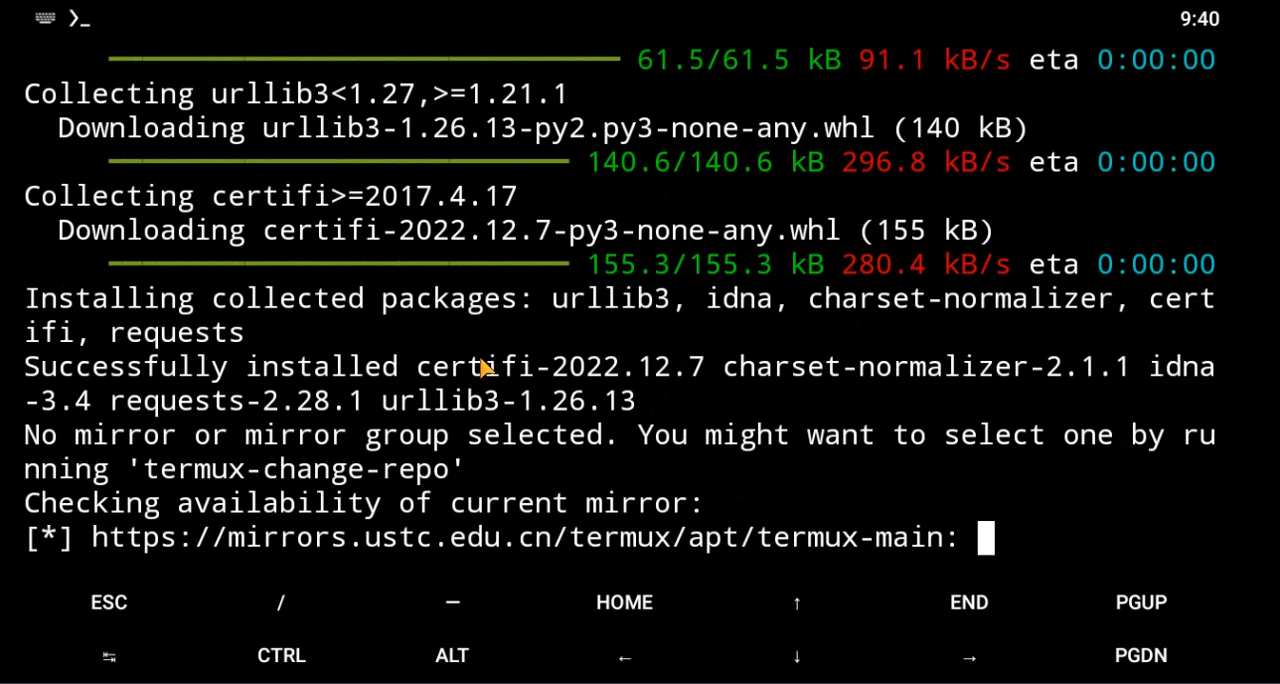 9:40
61.5/61.5 kB 91.1 kB/s eta 0:00:00
Collecting urllib3<1.27,>=1.21.1
  Downloading urllib3-1.26.13-py2.py3-none-any.whl (140 kB)
140.6/140.6 kB 296.8 kB/s eta 0:00:00
Collecting certifi>=2017.4.17
  Downloading certifi-2022.12.7-py3-none-any.whl (155 kB)
155.3/155.3 kB 280.4 kB/s eta 0:00:00
Installing collected packages: urllib3, idna, charset-normalizer, cert
ifi, requests
Successfully installed certifi-2022.12.7 charset-normalizer-2.1.1 idna
-3.4 requests-2.28.1 urllib3-1.26.13
No mirror or mirror group selected. You might want to select one by ru
nning 'termux-change-repo'
Checking availability of current mirror:
[*] https://mirrors.ustc.edu.cn/termux/apt/termux-main:
ESC / — HOME ↑ END PGUP
↹ CTRL ALT ← ↓ → PGDN